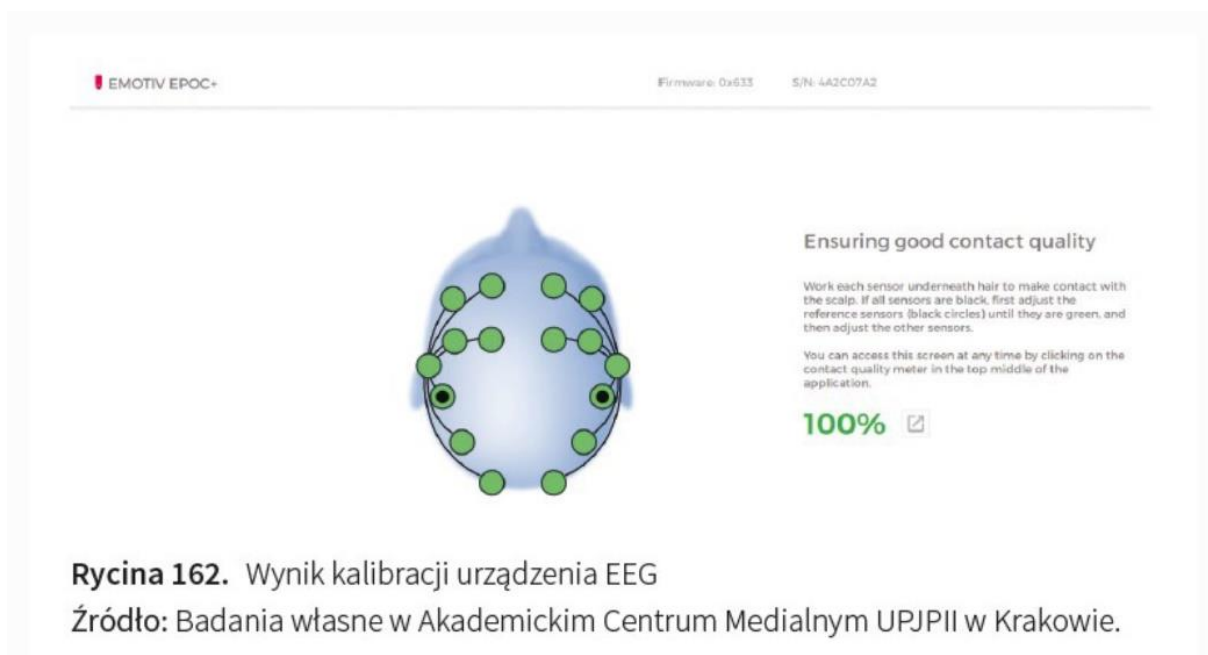 EMOTIV EPOC+
Firmware: 0x633 S/N: 4A2C07A2
Ensuring good contact quality
Work each sensor underneath hair to make contact with
the scalp. If all sensors are black, first adjust the
reference sensors (black circles) until they are green, and
then adjust the other sensors.
You can access this screen at any time by clicking on the
contact quality meter in the top middle of the
application.
100%
Rycina 162. Wynik kalibracji urządzenia EEG
Źródło: Badania własne w Akademickim Centrum Medialnym UPJPII w Krakowie.